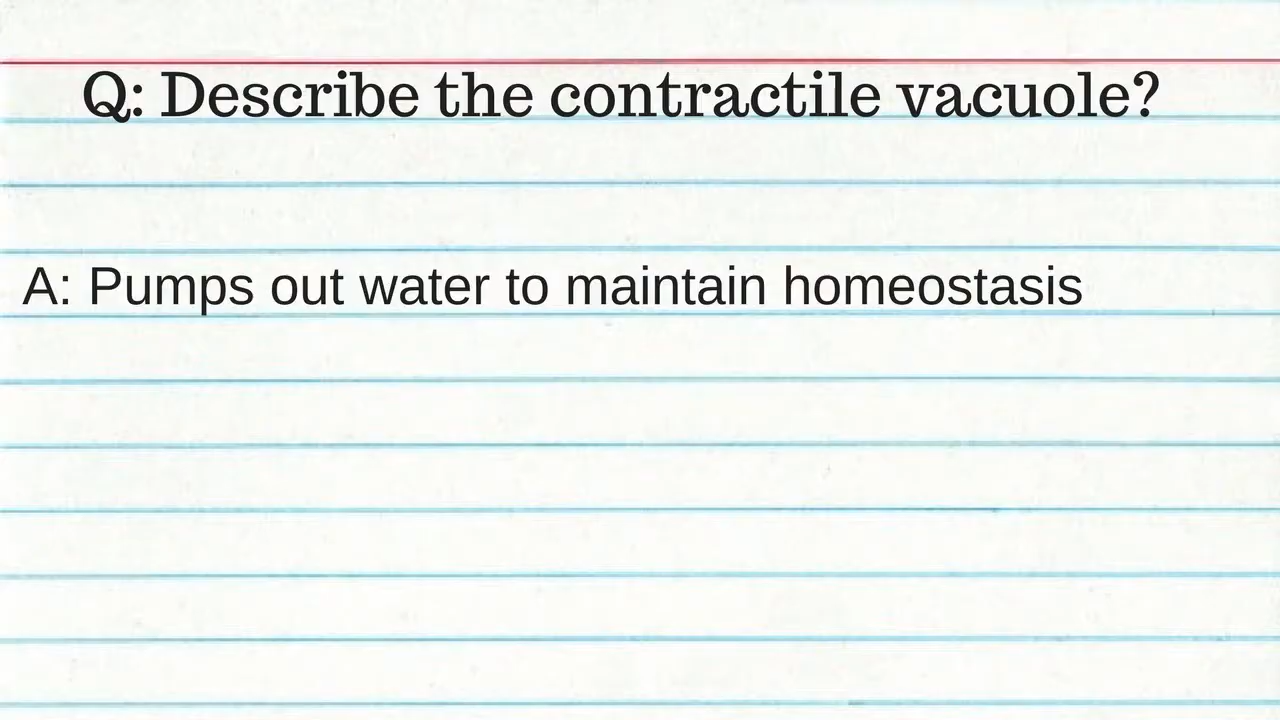 Q: Describe the contractile vacuole?
A: Pumps out water to maintain homeostasis